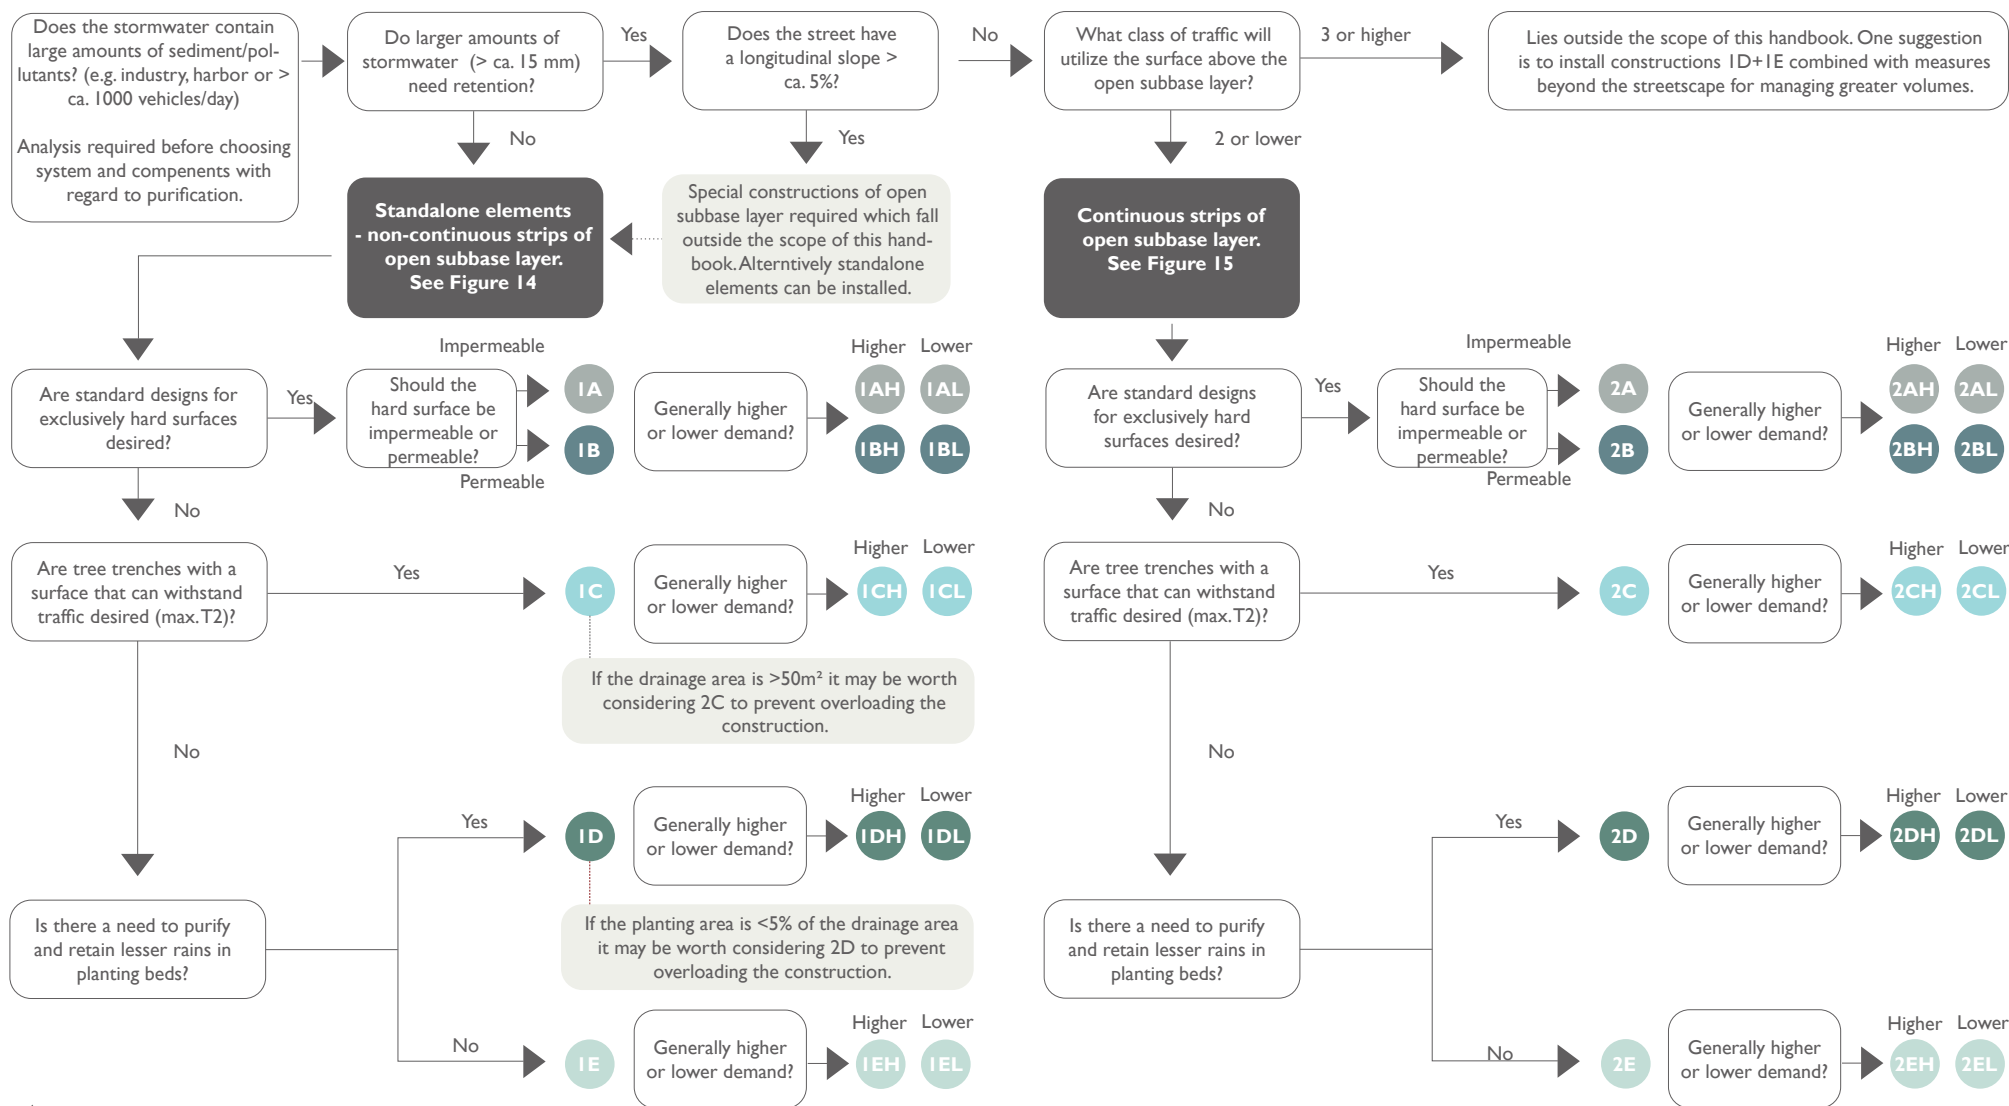 Does the stormwater contain
large amounts of sediment/pol-
lutants? (e.g. industry, harbor or >
ca. 1000 vehicles/day)
Analysis required before choosing
system and compenents with
regard to purification.
Do larger amounts of
stormwater (> ca. 15 mm)
need retention?
Yes
No
Does the street have
a longitudinal slope >
ca. 5%?
No
Yes
What class of traffic will
utilize the surface above the
open subbase layer?
3 or higher
2 or lower
Lies outside the scope of this handbook. One suggestion
is to install constructions 1D+1E combined with measures
beyond the streetscape for managing greater volumes.
Standalone elements
- non-continuous strips of
open subbase layer.
See Figure 14
Special constructions of open
subbase layer required which fall
outside the scope of this hand-
book. Alterntively standalone
elements can be installed.
Continuous strips of
open subbase layer.
See Figure 15
Are standard designs for
exclusively hard surfaces
desired?
Yes
No
Should the
hard surface be
impermeable or
permeable?
Impermeable
Permeable
1A
1B
Generally higher
or lower demand?
Higher Lower
1AH 1AL
1BH 1BL
Are tree trenches with a
surface that can withstand
traffic desired (max. T2)?
Yes
No
1C
Generally higher
or lower demand?
Higher Lower
1CH 1CL
If the drainage area is >50m² it may be worth
considering 2C to prevent overloading the
construction.
Is there a need to purify
and retain lesser rains in
planting beds?
Yes
1D
Generally higher
or lower demand?
Higher Lower
1DH 1DL
If the planting area is <5% of the drainage area
it may be worth considering 2D to prevent
overloading the construction.
No
1E
Generally higher
or lower demand?
Higher Lower
1EH 1EL
Are standard designs
for exclusively hard
surfaces desired?
Yes
No
Should the
hard surface be
impermeable or
permeable?
Impermeable
Permeable
2A
2B
Generally higher
or lower demand?
Higher Lower
2AH 2AL
2BH 2BL
Are tree trenches with a
surface that can withstand
traffic desired (max. T2)?
Yes
No
2C
Generally higher
or lower demand?
Higher Lower
2CH 2CL
Is there a need to purify
and retain lesser rains in
planting beds?
Yes
2D
Generally higher
or lower demand?
Higher Lower
2DH 2DL
No
2E
Generally higher
or lower demand?
Higher Lower
2EH 2EL